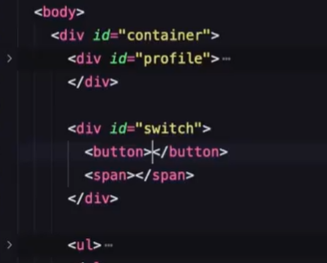 <body>
<div id="container">
<div id="profile">…
</div>
<div id="switch">
<button></button>
<span></span>
</div>
<ul>…